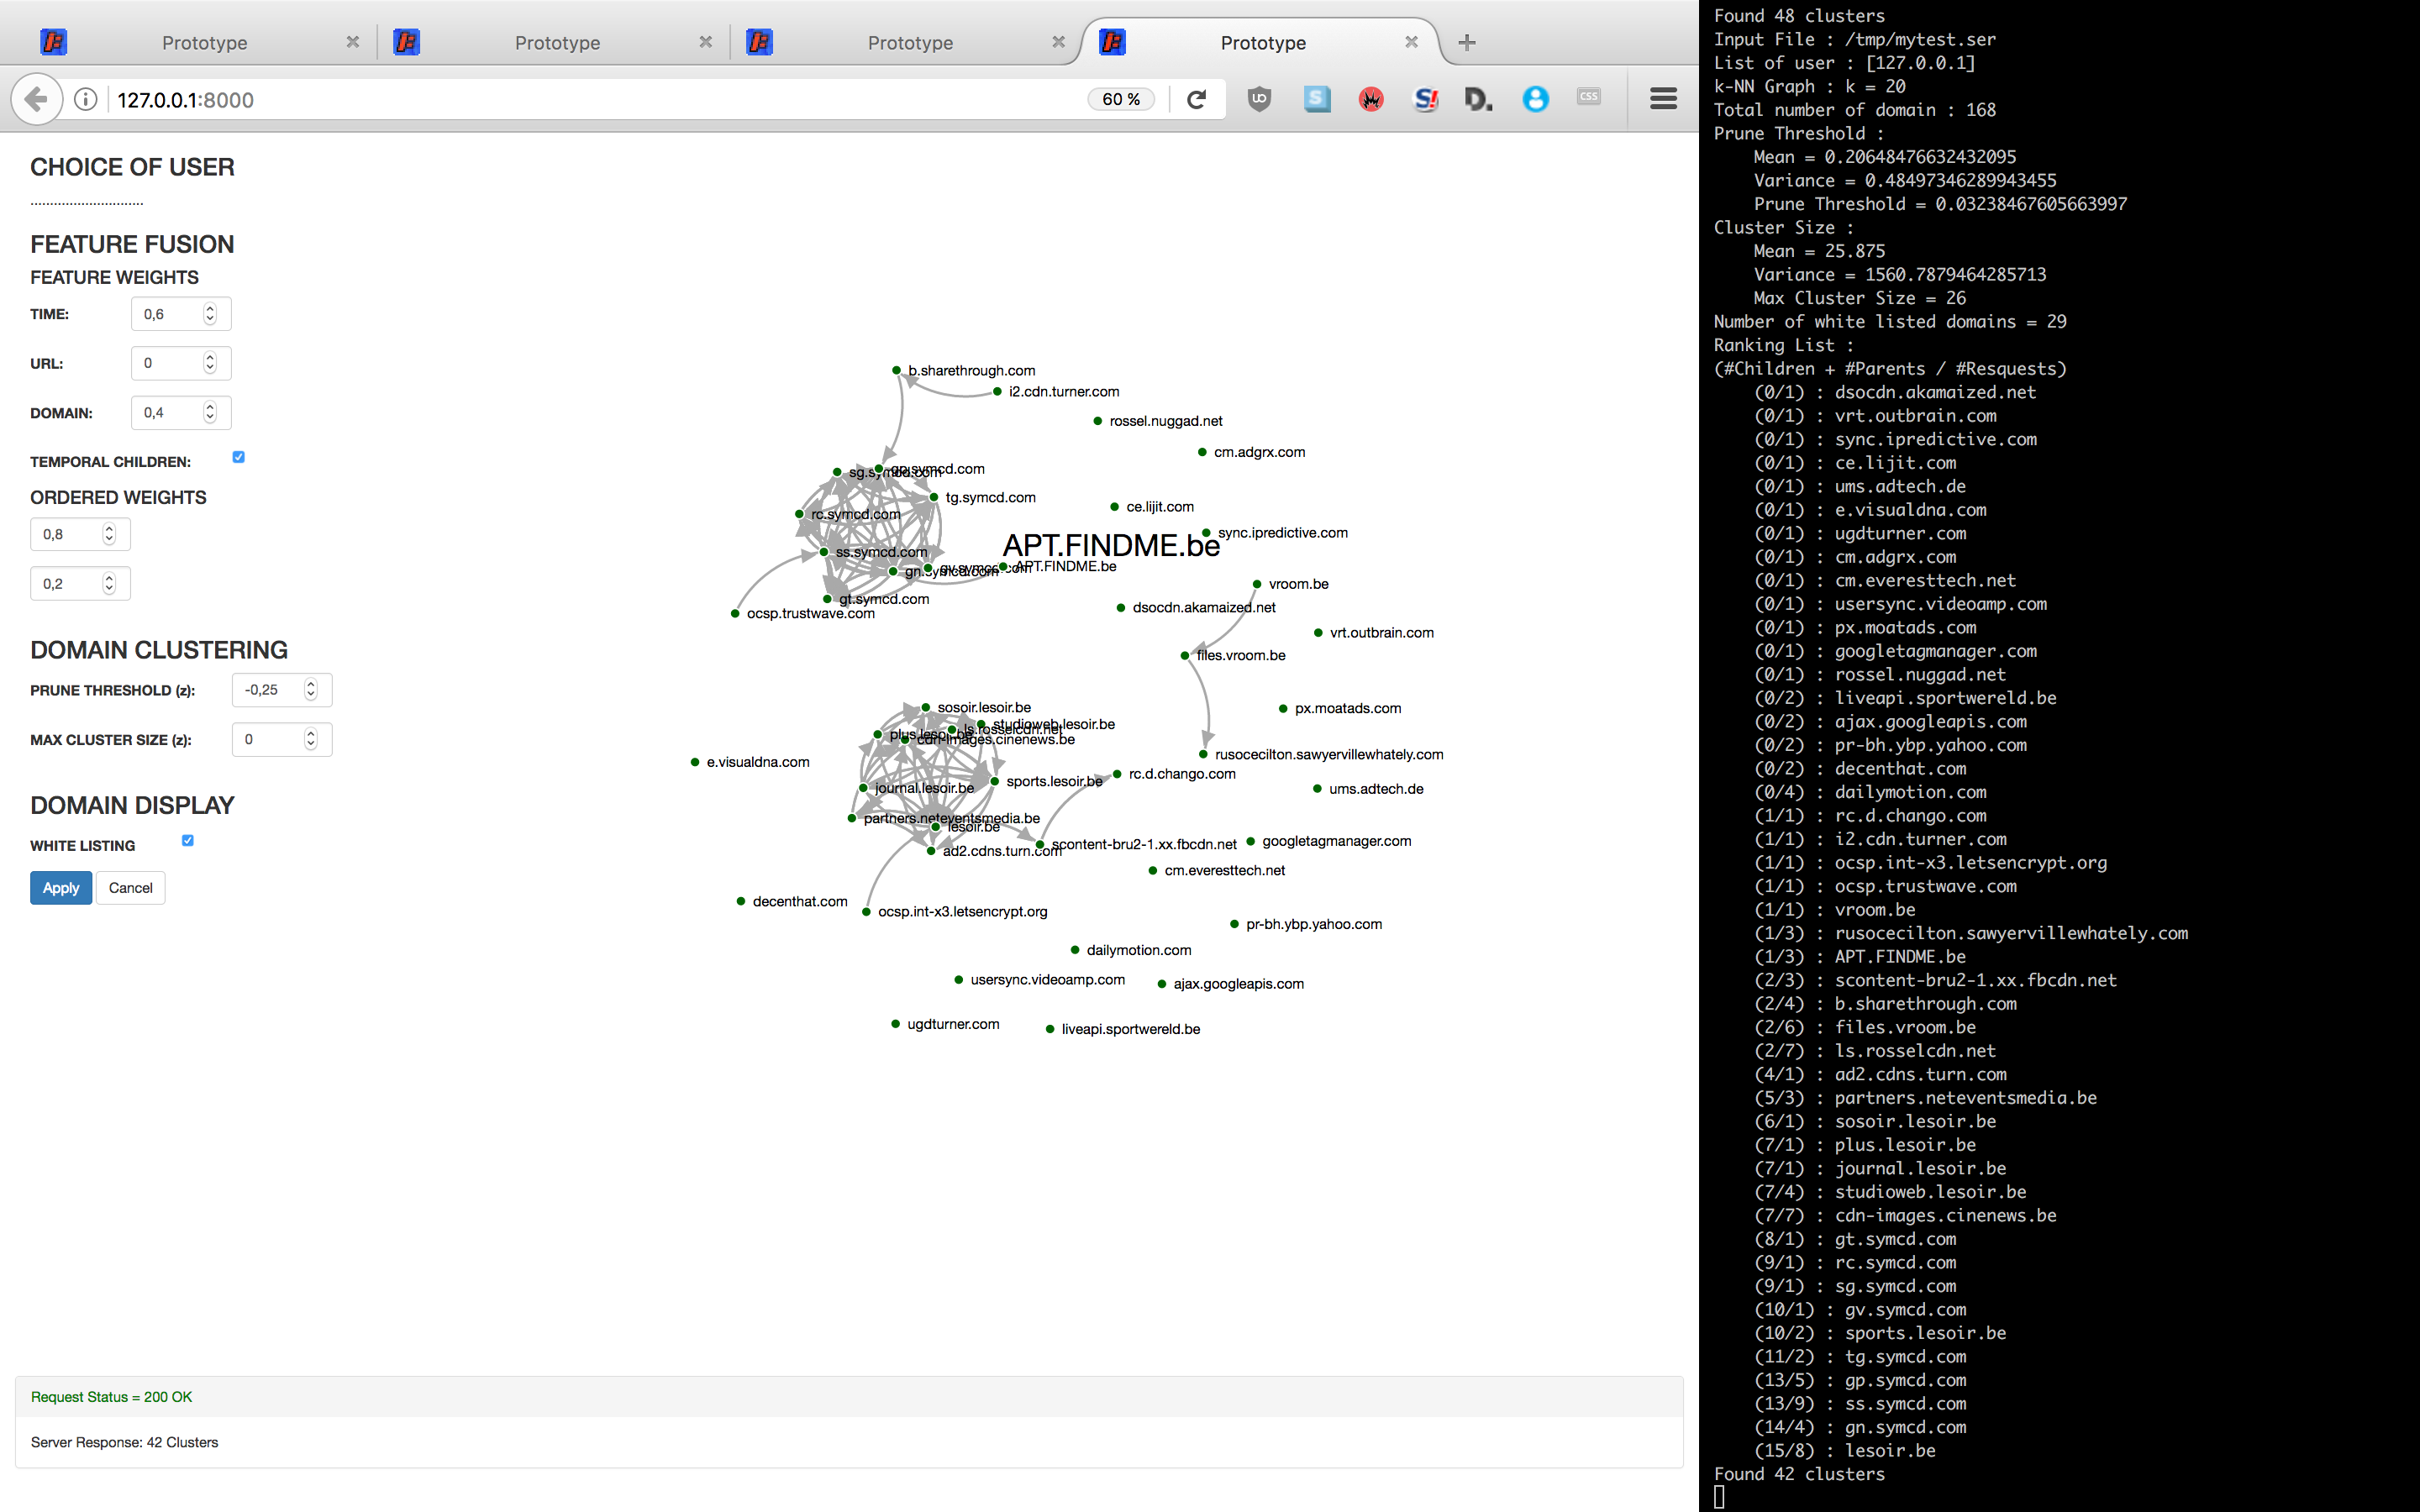 Prototype
Prototype
Prototype
Prototype
127.0.0.1:8000
60 %
CHOICE OF USER
.............................
FEATURE FUSION
FEATURE WEIGHTS
TIME: 0,6
URL: 0
DOMAIN: 0,4
TEMPORAL CHILDREN:
ORDERED WEIGHTS
0,8
0,2
DOMAIN CLUSTERING
PRUNE THRESHOLD (z): -0,25
MAX CLUSTER SIZE (z): 0
DOMAIN DISPLAY
WHITE LISTING
Apply Cancel
b.sharethrough.com
i2.cdn.turner.com
rossel.nuggad.net
cm.adgrx.com
gp.symcd.com
sg.symcd.com
tg.symcd.com
ce.lijit.com
rc.symcd.com
sync.ipredictive.com
APT.FINDME.be
ss.symcd.com
APT.FINDME.be
gv.symcd.com
gn.symcd.com
vroom.be
gt.symcd.com
dsocdn.akamaized.net
ocsp.trustwave.com
vrt.outbrain.com
files.vroom.be
sosoir.lesoir.be
px.moatads.com
studioweb.lesoir.be
ls.rosselcdn.net
plus.lesoir.be
cdn-images.cinenews.be
rusocecilton.sawyervillewhately.com
e.visualdna.com
rc.d.chango.com
sports.lesoir.be
journal.lesoir.be
ums.adtech.de
partners.neteventsmedia.be
lesoir.be
googletagmanager.com
scontent-bru2-1.xx.fbcdn.net
ad2.cdns.turn.com
cm.everesttech.net
decenthat.com
ocsp.int-x3.letsencrypt.org
pr-bh.ybp.yahoo.com
dailymotion.com
usersync.videoamp.com
ajax.googleapis.com
ugdturner.com
liveapi.sportwereld.be
Request Status = 200 OK
Server Response: 42 Clusters
Found 48 clusters
Input File : /tmp/mytest.ser
List of user : [127.0.0.1]
k-NN Graph : k = 20
Total number of domain : 168
Prune Threshold :
Mean = 0.20648476632432095
Variance = 0.48497346289943455
Prune Threshold = 0.03238467605663997
Cluster Size :
Mean = 25.875
Variance = 1560.7879464285713
Max Cluster Size = 26
Number of white listed domains = 29
Ranking List :
(#Children + #Parents / #Resquests)
(0/1) : dsocdn.akamaized.net
(0/1) : vrt.outbrain.com
(0/1) : sync.ipredictive.com
(0/1) : ce.lijit.com
(0/1) : ums.adtech.de
(0/1) : e.visualdna.com
(0/1) : ugdturner.com
(0/1) : cm.adgrx.com
(0/1) : cm.everesttech.net
(0/1) : usersync.videoamp.com
(0/1) : px.moatads.com
(0/1) : googletagmanager.com
(0/1) : rossel.nuggad.net
(0/2) : liveapi.sportwereld.be
(0/2) : ajax.googleapis.com
(0/2) : pr-bh.ybp.yahoo.com
(0/2) : decenthat.com
(0/4) : dailymotion.com
(1/1) : rc.d.chango.com
(1/1) : i2.cdn.turner.com
(1/1) : ocsp.int-x3.letsencrypt.org
(1/1) : ocsp.trustwave.com
(1/1) : vroom.be
(1/3) : rusocecilton.sawyervillewhately.com
(1/3) : APT.FINDME.be
(2/3) : scontent-bru2-1.xx.fbcdn.net
(2/4) : b.sharethrough.com
(2/6) : files.vroom.be
(2/7) : ls.rosselcdn.net
(4/1) : ad2.cdns.turn.com
(5/3) : partners.neteventsmedia.be
(6/1) : sosoir.lesoir.be
(7/1) : plus.lesoir.be
(7/1) : journal.lesoir.be
(7/4) : studioweb.lesoir.be
(7/7) : cdn-images.cinenews.be
(8/1) : gt.symcd.com
(9/1) : rc.symcd.com
(9/1) : sg.symcd.com
(10/1) : gv.symcd.com
(10/2) : sports.lesoir.be
(11/2) : tg.symcd.com
(13/5) : gp.symcd.com
(13/9) : ss.symcd.com
(14/4) : gn.symcd.com
(15/8) : lesoir.be
Found 42 clusters